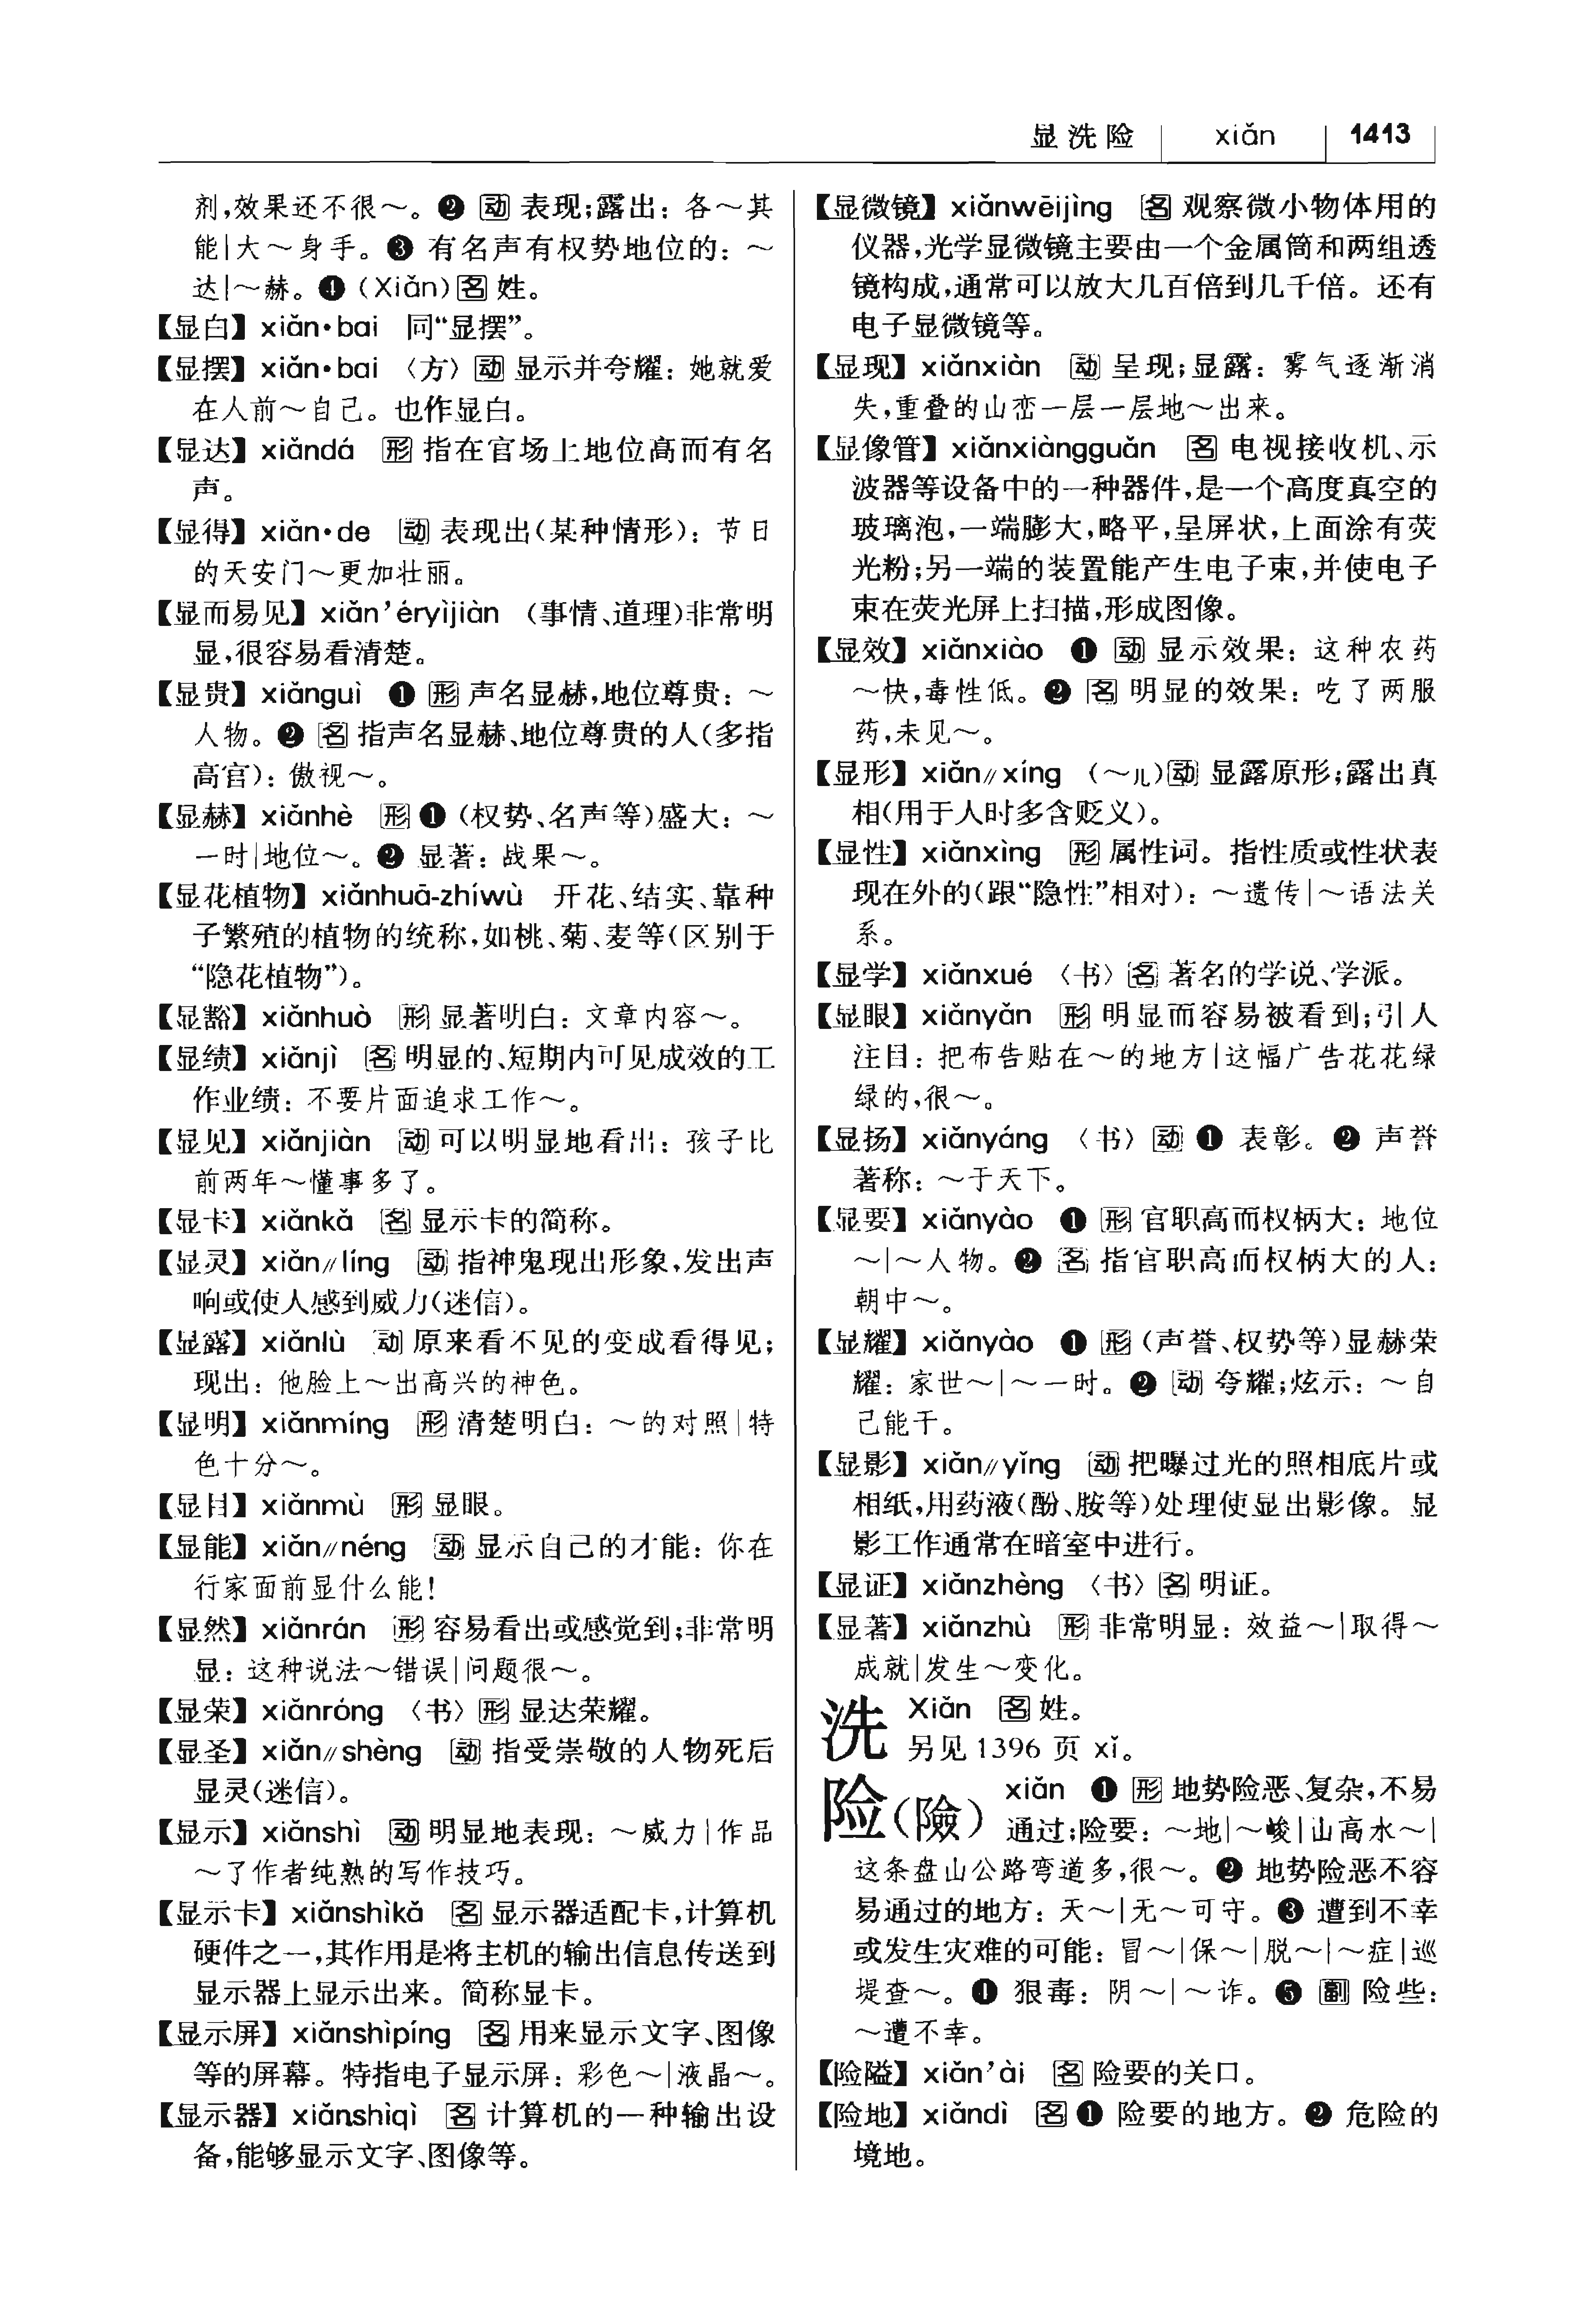 显洗险 xiǎn 1413
剂,效果还不很～。❷ 动 表现;露出：各～其
能|大～身手。❸ 有名声有权势地位的：～
达|～赫。❹ (Xiǎn) 名 姓。
【显白】xiǎn·bai 同“显摆”。
【显摆】xiǎn·bai 〈方〉动 显示并夸耀：她就爱
在人前～自己。也作显白。
【显达】xiǎndá 形 指在官场上地位高而有名
声。
【显得】xiǎn·de 动 表现出(某种情形)：节日
的天安门～更加壮丽。
【显而易见】xiǎn’éryìjiàn (事情、道理)非常明
显,很容易看清楚。
【显贵】xiǎnguì ❶ 形 声名显赫,地位尊贵：～
人物。❷ 名 指声名显赫、地位尊贵的人(多指
高官)：傲视～。
【显赫】xiǎnhè 形 ❶ (权势、名声等)盛大：～
一时|地位～。❷ 显著：战果～。
【显花植物】xiǎnhuā-zhíwù 开花、结实、靠种
子繁殖的植物的统称,如桃、菊、麦等(区别于
“隐花植物”)。
【显豁】xiǎnhuò 形 显著明白：文章内容～。
【显绩】xiǎnjì 名 明显的、短期内可见成效的工
作业绩：不要片面追求工作～。
【显见】xiǎnjiàn 动 可以明显地看出：孩子比
前两年～懂事多了。
【显卡】xiǎnkǎ 名 显示卡的简称。
【显灵】xiǎn//líng 动 指神鬼现出形象,发出声
响或使人感到威力(迷信)。
【显露】xiǎnlù 动 原来看不见的变成看得见;
现出：他脸上～出高兴的神色。
【显明】xiǎnmíng 形 清楚明白：～的对照|特
色十分～。
【显目】xiǎnmù 形 显眼。
【显能】xiǎn//néng 动 显示自己的才能：你在
行家面前显什么能!
【显然】xiǎnrán 形 容易看出或感觉到;非常明
显：这种说法～错误|问题很～。
【显荣】xiǎnróng 〈书〉形 显达荣耀。
【显圣】xiǎn//shèng 动 指受崇敬的人物死后
显灵(迷信)。
【显示】xiǎnshì 动 明显地表现：～威力|作品
～了作者纯熟的写作技巧。
【显示卡】xiǎnshìkǎ 名 显示器适配卡,计算机
硬件之一,其作用是将主机的输出信息传送到
显示器上显示出来。简称显卡。
【显示屏】xiǎnshìpíng 名 用来显示文字、图像
等的屏幕。特指电子显示屏：彩色～|液晶～。
【显示器】xiǎnshìqì 名 计算机的一种输出设
备,能够显示文字、图像等。
【显微镜】xiǎnwēijìng 名 观察微小物体用的
仪器,光学显微镜主要由一个金属筒和两组透
镜构成,通常可以放大几百倍到几千倍。还有
电子显微镜等。
【显现】xiǎnxiàn 动 呈现;显露：雾气逐渐消
失,重叠的山峦一层一层地～出来。
【显像管】xiǎnxiàngguǎn 名 电视接收机、示
波器等设备中的一种器件,是一个高度真空的
玻璃泡,一端膨大,略平,呈屏状,上面涂有荧
光粉;另一端的装置能产生电子束,并使电子
束在荧光屏上扫描,形成图像。
【显效】xiǎnxiào ❶ 动 显示效果：这种农药
～快,毒性低。❷ 名 明显的效果：吃了两服
药,未见～。
【显形】xiǎn//xíng (～儿) 动 显露原形;露出真
相(用于人时多含贬义)。
【显性】xiǎnxìng 形 属性词。指性质或性状表
现在外的(跟“隐性”相对)：～遗传|～语法关
系。
【显学】xiǎnxué 〈书〉名 著名的学说、学派。
【显眼】xiǎnyǎn 形 明显而容易被看到;引人
注目：把布告贴在～的地方|这幅广告花花绿
绿的,很～。
【显扬】xiǎnyáng 〈书〉动 ❶ 表彰。❷ 声誉
著称：～于天下。
【显要】xiǎnyào ❶ 形 官职高而权柄大：地位
～|～人物。❷ 名 指官职高而权柄大的人：
朝中～。
【显耀】xiǎnyào ❶ 形 (声誉、权势等)显赫荣
耀：家世～|～一时。❷ 动 夸耀;炫示：～自
己能干。
【显影】xiǎn//yǐng 动 把曝过光的照相底片或
相纸,用药液(酚、胺等)处理使显出影像。显
影工作通常在暗室中进行。
【显证】xiǎnzhèng 〈书〉名 明证。
【显著】xiǎnzhù 形 非常明显：效益～|取得～
成就|发生～变化。
洗 Xiǎn 名 姓。
另见 1396 页 xǐ。
险(險) xiǎn ❶ 形 地势险恶、复杂,不易
通过;险要：～地|～峻|山高水～|
这条盘山公路弯道多,很～。❷ 地势险恶不容
易通过的地方：天～|无～可守。❸ 遭到不幸
或发生灾难的可能：冒～|保～|脱～|～症|巡
堤查～。❹ 狠毒：阴～|～诈。❺ 副 险些：
～遭不幸。
【险隘】xiǎn’ài 名 险要的关口。
【险地】xiǎndì 名 ❶ 险要的地方。❷ 危险的
境地。